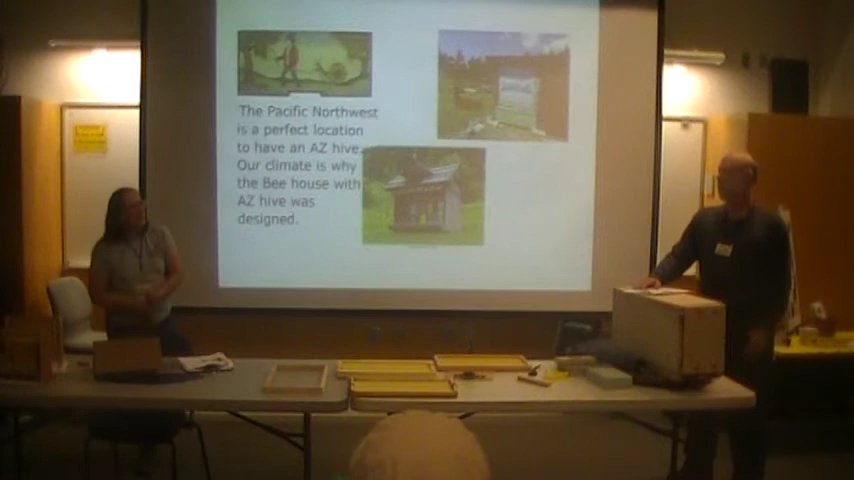 The Pacific Northwest
is a perfect location
to have an AZ hive.
Our climate is why
the Bee house with
AZ hive was
designed.